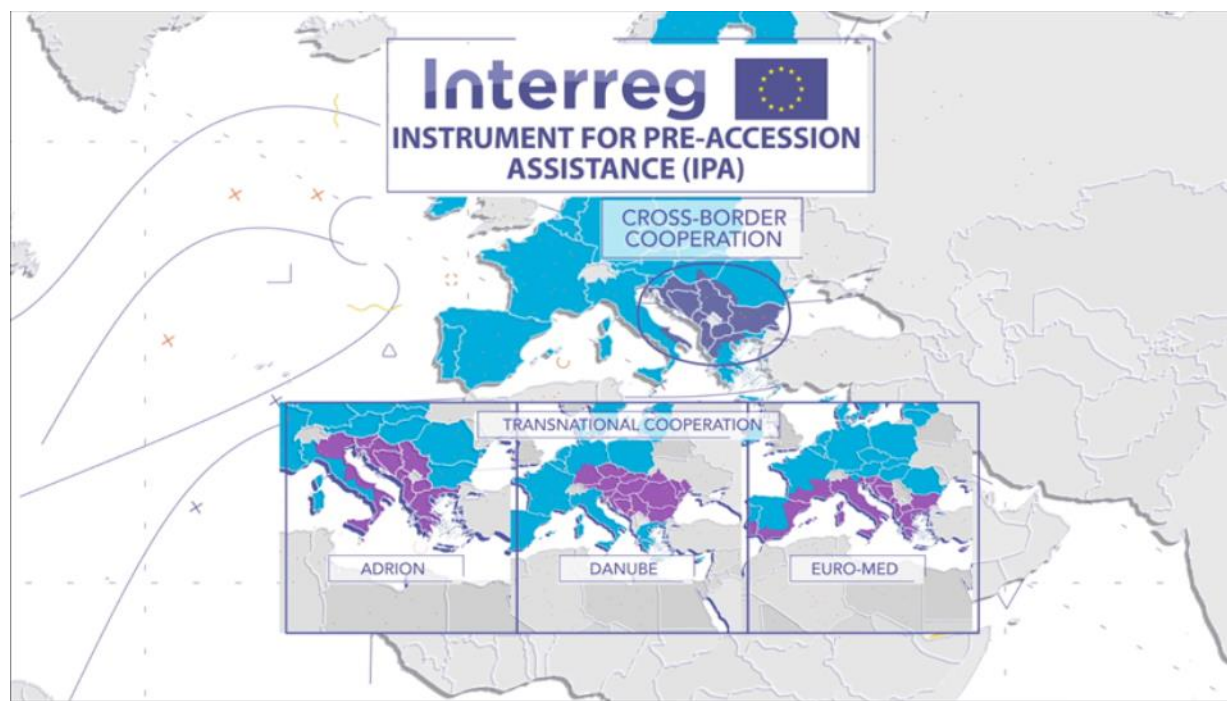 Interreg
INSTRUMENT FOR PRE-ACCESSION
ASSISTANCE (IPA)
CROSS-BORDER
COOPERATION
TRANSNATIONAL COOPERATION
ADRION
DANUBE
EURO-MED